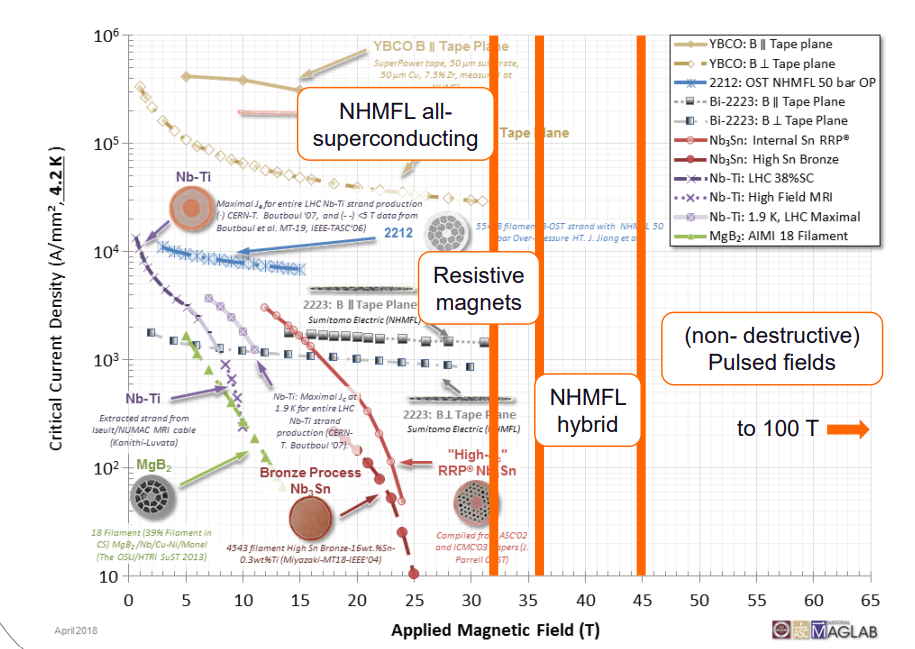 10⁶
10⁵
10⁴
10³
10²
10
Critical Current Density (A/mm², 4.2 K)
0 5 10 15 20 25 30 35 40 45 50 55 60 65
Applied Magnetic Field (T)
YBCO B ∥ Tape Plane
SuperPower tape, 50 µm substrate,
50 µm Cu, 7.5% Zr, measured at
NHMFL all-
superconducting
Tape Plane
Nb-Ti
Maximal Jₑ for entire LHC Nb-Ti strand production
(·) CERN-T. Boutboul '07, and (- -) <5 T data from
Boutboul et al. MT-19, IEEE-TASC'06)
2212
bar Over-pressure HT. J. Jiang et al
Resistive
magnets
2223: B ∥ Tape Plane
Sumitomo Electric (NHMFL)
(non- destructive)
Pulsed fields
NHMFL
hybrid
to 100 T
Nb-Ti
Extracted strand from
Iseult/NUMAC MRI cable
(Kanithi-Luvata)
Nb-Ti: Maximal Jc at
1.9 K for entire LHC
Nb-Ti strand
production (CERN-
T. Boutboul '07).
2223: B⊥ Tape Plane
Sumitomo Electric (NHMFL)
MgB₂
18 Filament (39% Filament in
CS) MgB₂/Nb/Cu-Ni/Monel
(The OSU/HTRI SuST 2013)
Bronze Process
Nb₃Sn
4543 filament High Sn Bronze-16wt.%Sn-
0.3wt%Ti (Miyazaki-MT18-IEEE'04)
RRP® Nb₃Sn
Compiled from ASC'02
and ICMC'03 papers (J.
Parrell OI-ST)
YBCO: B ∥ Tape plane
YBCO: B ⊥ Tape plane
2212: OST NHMFL 50 bar OP
Bi-2223: B ∥ Tape Plane
Bi-2223: B ⊥ Tape Plane
Nb₃Sn: Internal Sn RRP®
Nb₃Sn: High Sn Bronze
Nb-Ti: LHC 38%SC
Nb-Ti: High Field MRI
Nb-Ti: 1.9 K, LHC Maximal
MgB₂: AIMI 18 Filament
April 2018
ASC
MAGLAB